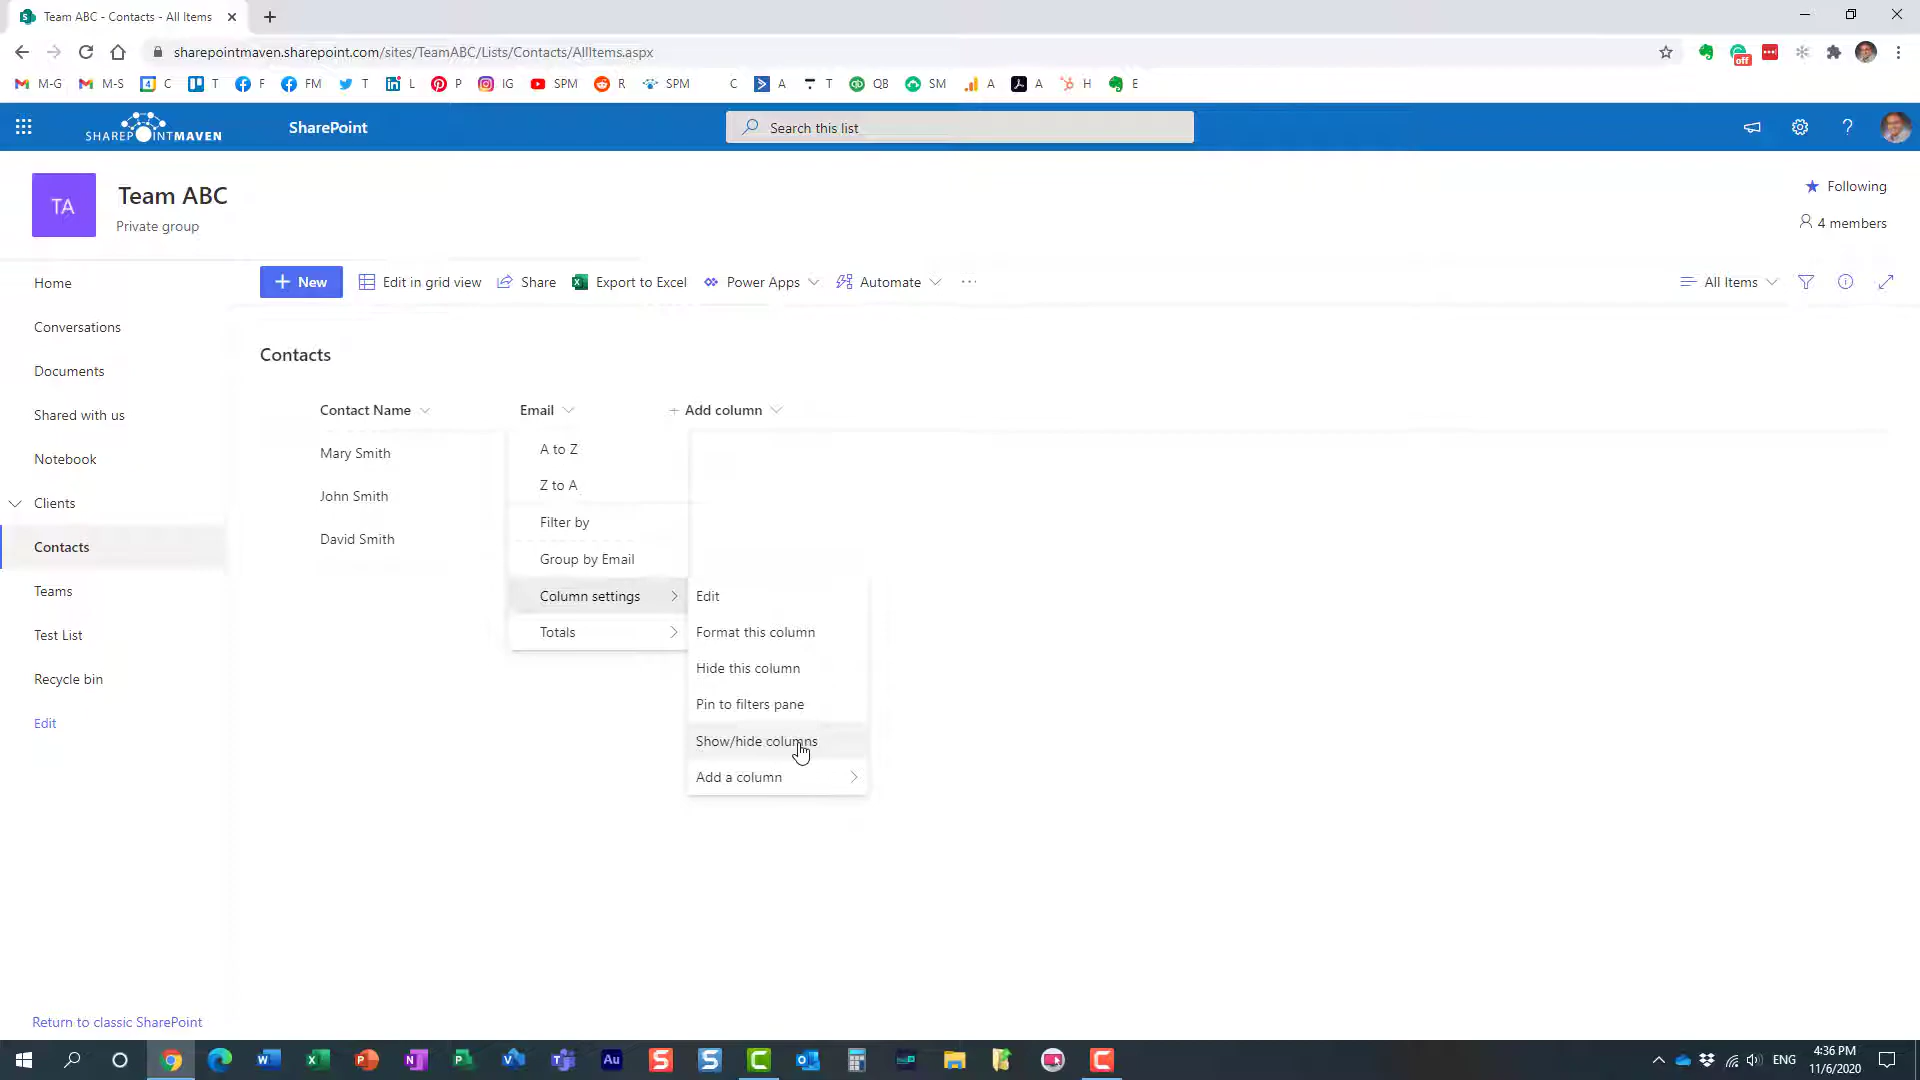 Team ABC - Contacts - All Items
sharepointmaven.sharepoint.com/sites/TeamABC/Lists/Contacts/AllItems.aspx
off
M-G M-S C T F FM T L P IG SPM R SPM C A T QB SM A A H E
SHAREPOINTMAVEN SharePoint Search this list
TA Team ABC
Private group
Following
4 members
New Edit in grid view Share Export to Excel Power Apps Automate ··· All Items
Home
Conversations
Documents
Shared with us
Notebook
Clients
Contacts
Teams
Test List
Recycle bin
Edit
Contacts
Contact Name Email + Add column
Mary Smith
John Smith
David Smith
A to Z
Z to A
Filter by
Group by Email
Column settings
Totals
Edit
Format this column
Hide this column
Pin to filters pane
Show/hide columns
Add a column
Return to classic SharePoint
ENG
4:36 PM
11/6/2020